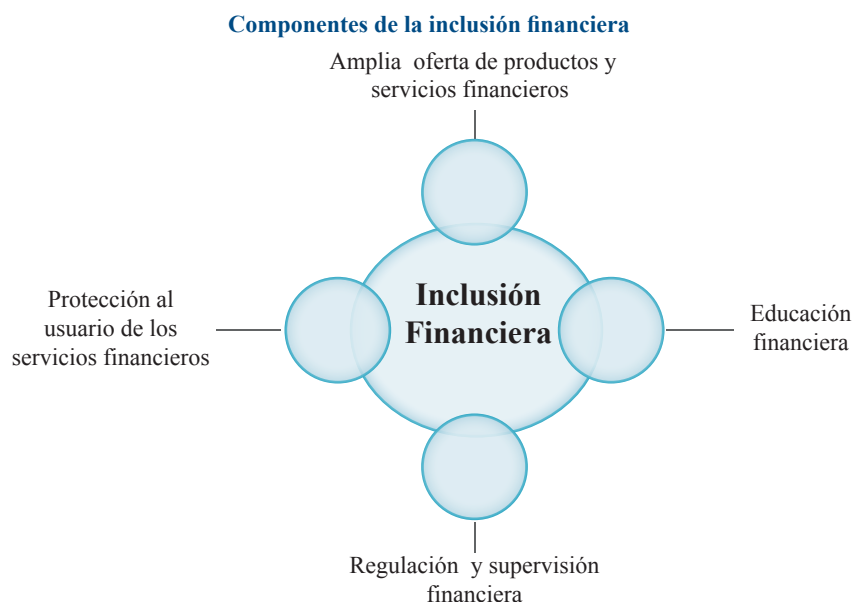 Componentes de la inclusión financiera
Amplia oferta de productos y
servicios financieros
Inclusión
Financiera
Protección al
usuario de los
servicios financieros
Educación
financiera
Regulación y supervisión
financiera